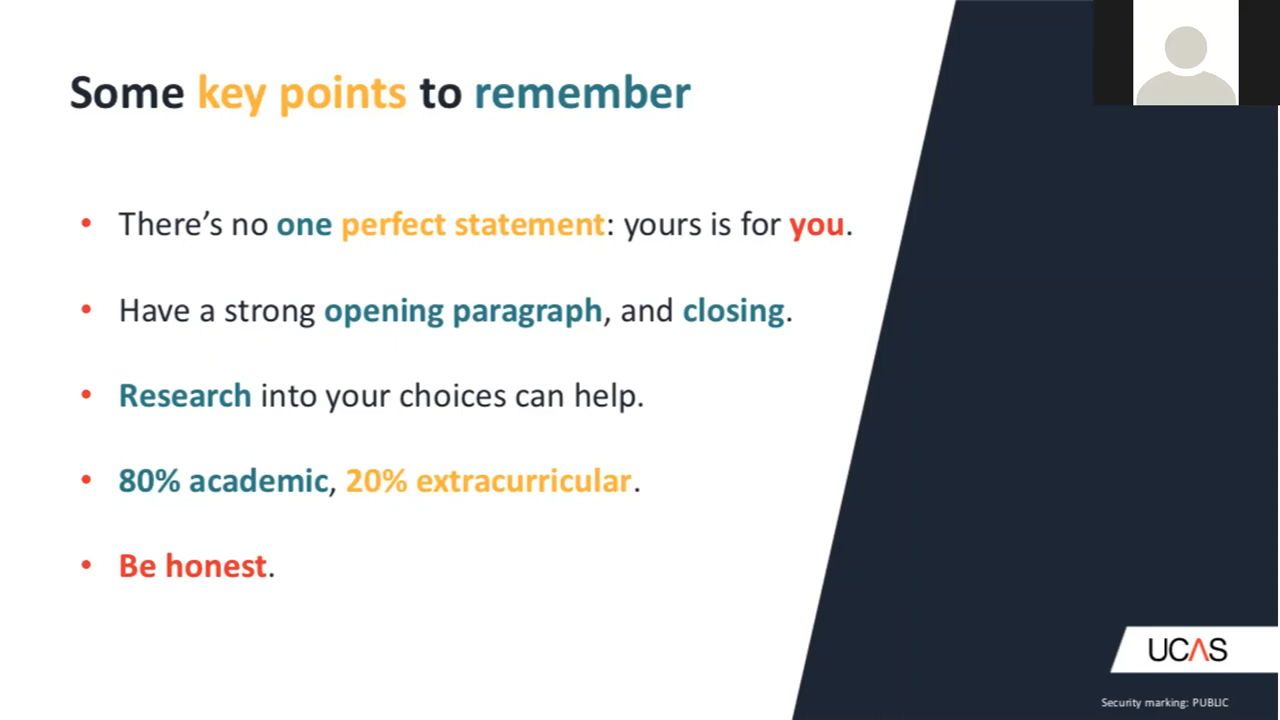 Some key points to remember
• There’s no one perfect statement: yours is for you.
• Have a strong opening paragraph, and closing.
• Research into your choices can help.
• 80% academic, 20% extracurricular.
• Be honest.
UCAS
Security marking: PUBLIC